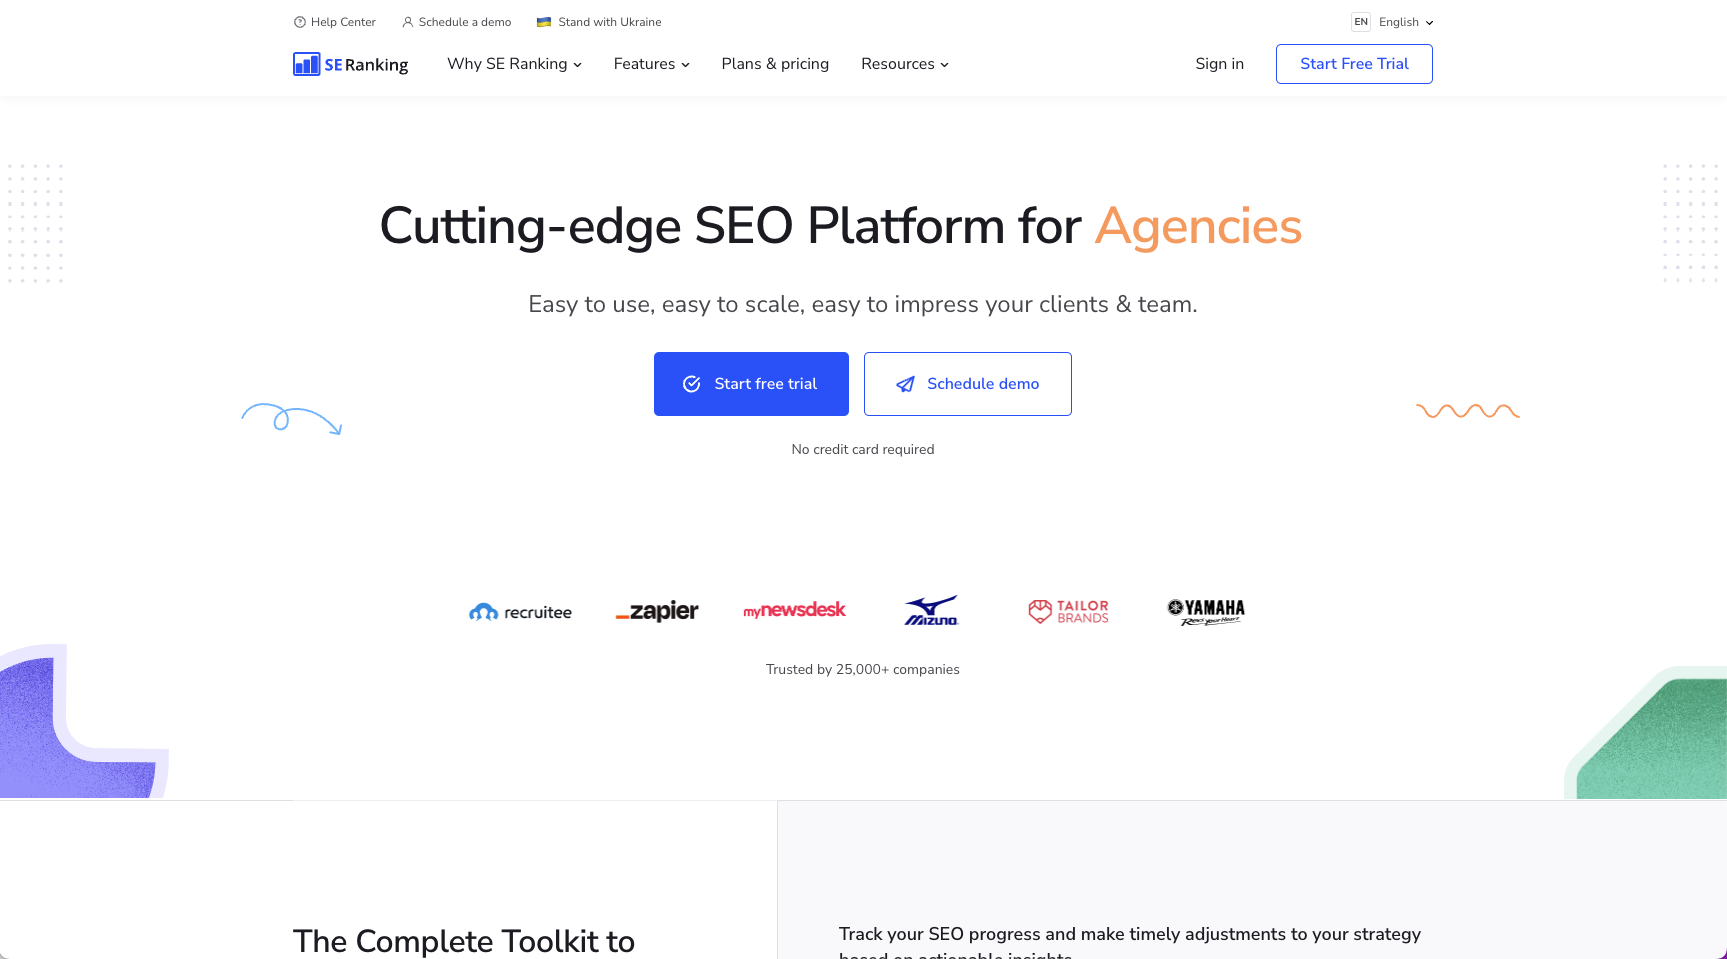 Help Center
Schedule a demo
Stand with Ukraine
EN English
SE Ranking
Why SE Ranking
Features
Plans & pricing
Resources
Sign in
Start Free Trial
Cutting-edge SEO Platform for Agencies
Easy to use, easy to scale, easy to impress your clients & team.
Start free trial
Schedule demo
No credit card required
recruitee
zapier
mynewsdesk
MIZUNO
TAILOR
BRANDS
YAMAHA
Revs Your Heart
Trusted by 25,000+ companies
The Complete Toolkit to
Track your SEO progress and make timely adjustments to your strategy
based on actionable insights.